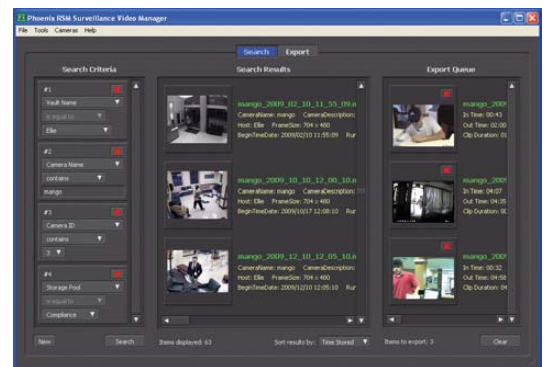 Phoenix RSM Surveillance Video Manager
File Tools Cameras Help
Search Export
Search Criteria
#1
Vault Name
is equal to
Ellie
#2
Camera Name
contains
mango
#3
Camera ID
contains
3
#4
Storage Pool
is equal to
Compliance
New Search
Search Results
mango_2009_02_10_11_55_09.n
CameraName: mango CameraDescription:
Host: Ellie FrameSize: 704 x 480
BeginTimeDate: 2009/02/10 11:55:09 Rur
mango_2009_10_10_12_00_10.n
CameraName: mango CameraDescription:
Host: Ellie FrameSize: 704 x 480
BeginTimeDate: 2009/10/17 12:08:10 Rur
mango_2009_12_10_12_05_10.n
CameraName: mango CameraDescription:
Host: Ellie FrameSize: 704 x 480
BeginTimeDate: 2009/12/10 12:05:10 Rur
Items displayed: 63 Sort results by: Time Stored
Export Queue
mango_200
In Time: 00:43
Out Time: 02:00
Clip Duration: 01
mango_200
In Time: 04:07
Out Time: 04:35
Clip Duration: 00
mango_200
In Time: 00:32
Out Time: 04:58
Clip Duration: 04
Items to export: 3 Clear